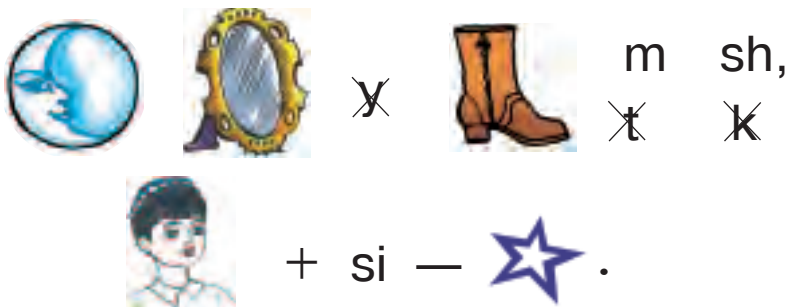 m sh,
y t k
+ si — .